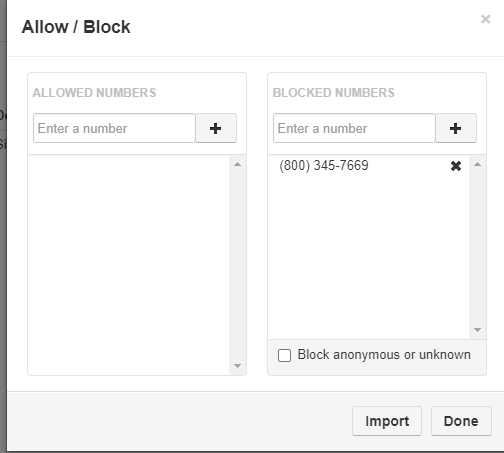 Allow / Block
ALLOWED NUMBERS
Enter a number
BLOCKED NUMBERS
Enter a number
(800) 345-7669
Block anonymous or unknown
Import
Done